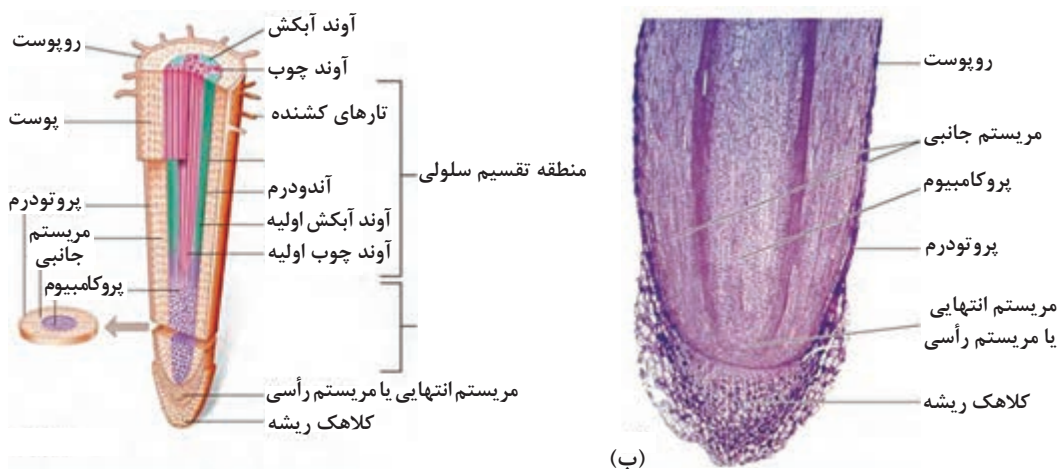 آوند آبکش
روپوست
آوند چوب
تارهای کشنده
پوست
منطقه تقسیم سلولی
آندودرم
پروتودرم
آوند آبکش اولیه
مریستم
جانبی
آوند چوب اولیه
پروکامبیوم
مریستم انتهایی یا مریستم رأسی
کلاهک ریشه
روپوست
مریستم جانبی
پروکامبیوم
پروتودرم
مریستم انتهایی
یا مریستم رأسی
کلاهک ریشه
(ب)